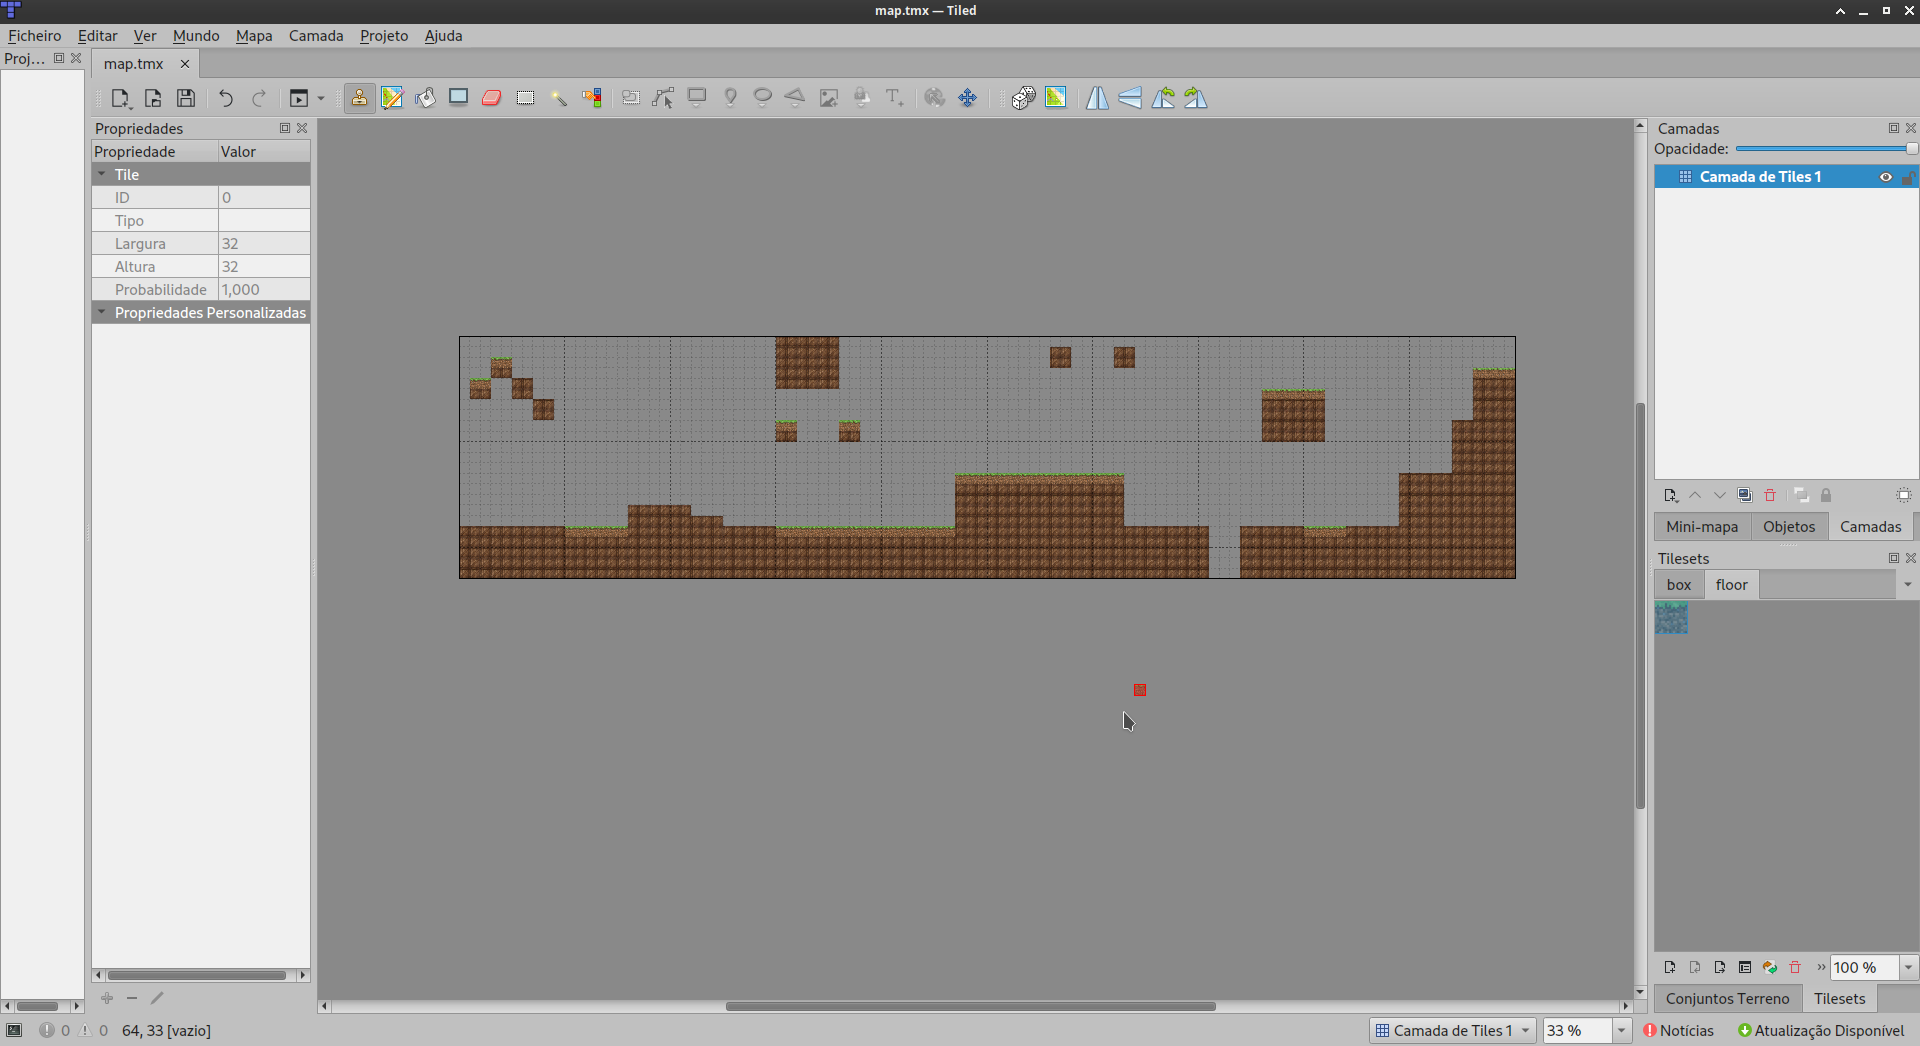 map.tmx — Tiled
Ficheiro Editar Ver Mundo Mapa Camada Projeto Ajuda
Proj...
map.tmx
Propriedades
Propriedade Valor
Tile
ID 0
Tipo
Largura 32
Altura 32
Probabilidade 1,000
Propriedades Personalizadas
Camadas
Opacidade:
Camada de Tiles 1
Mini-mapa Objetos Camadas
Tilesets
box floor
100 %
Conjuntos Terreno Tilesets
0 0 64, 33 [vazio]
Camada de Tiles 1 33 % Notícias Atualização Disponível